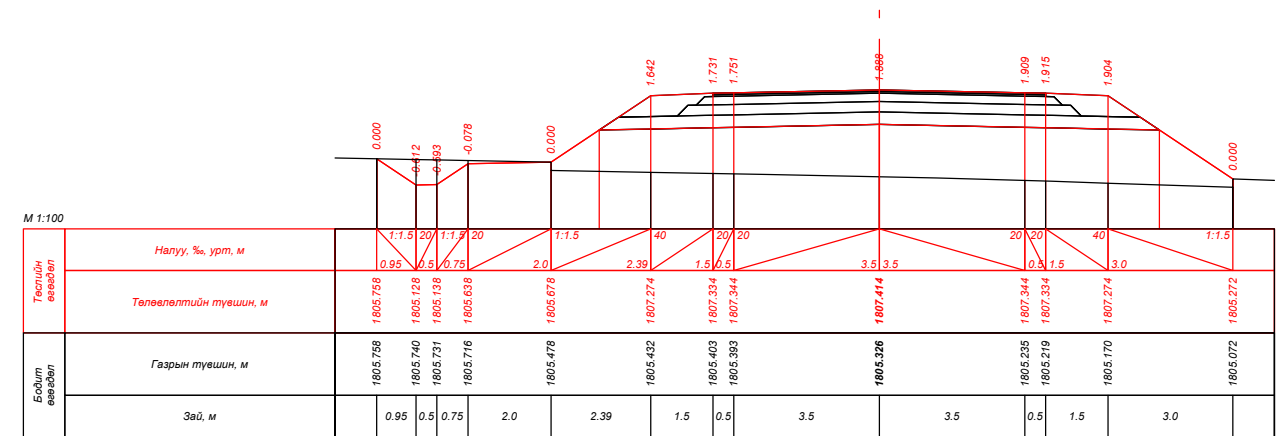 0.000 -0.612 -0.593 -0.078 0.000 1.642 1.731 1.751 1.888 1.909 1.915 1.904 0.000
М 1:100
Төслийн өгөгдөл
Налуу, ‰, урт, м
1:1.5 20 1:1.5 20 1:1.5 40 20 20 20 20 40 1:1.5
0.95 0.5 0.75 2.0 2.39 1.5 0.5 3.5 3.5 0.5 1.5 3.0
Төлөвлөлтийн түвшин, м
1805.758 1805.128 1805.138 1805.638 1805.678 1807.274 1807.334 1807.344 1807.414 1807.344 1807.334 1807.274 1805.272
Бодит өгөгдөл
Газрын түвшин, м
1805.758 1805.740 1805.731 1805.716 1805.478 1805.432 1805.403 1805.393 1805.326 1805.235 1805.219 1805.170 1805.072
Зай, м
0.95 0.5 0.75 2.0 2.39 1.5 0.5 3.5 3.5 0.5 1.5 3.0